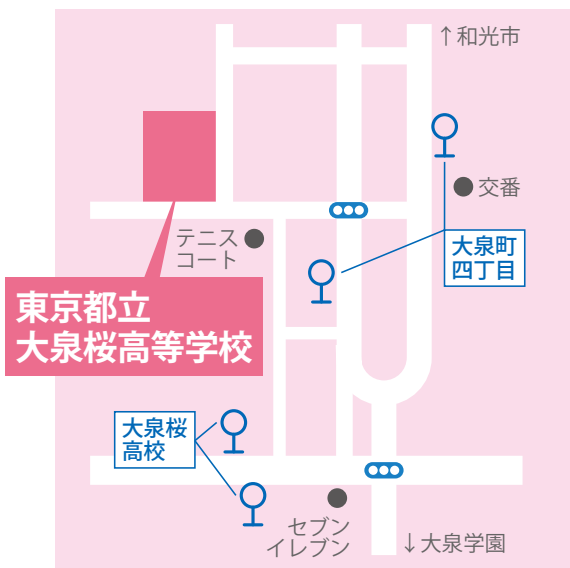 ↑和光市
交番
テニス
コート
大泉町
四丁目
東京都立
大泉桜高等学校
大泉桜
高校
セブン
イレブン
↓大泉学園